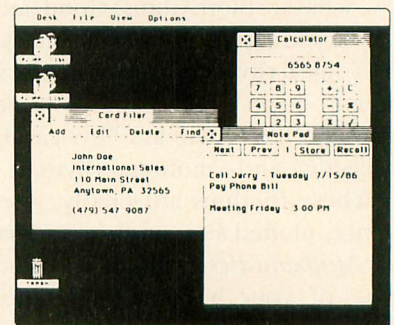 Desk File View Options
Calculator
6565 8754
7 8 9 + C
4 5 6 - %
1 2 3 X /
Card Filer
Add Edit Delete Find
John Doe
International Sales
110 Main Street
Anytown, PA 32565
(479) 547 9087
Note Pad
Next Prev 1 Store Recall
Call Jerry - Tuesday 7/15/86
Pay Phone Bill
Meeting Friday - 3:00 PM
TRASH